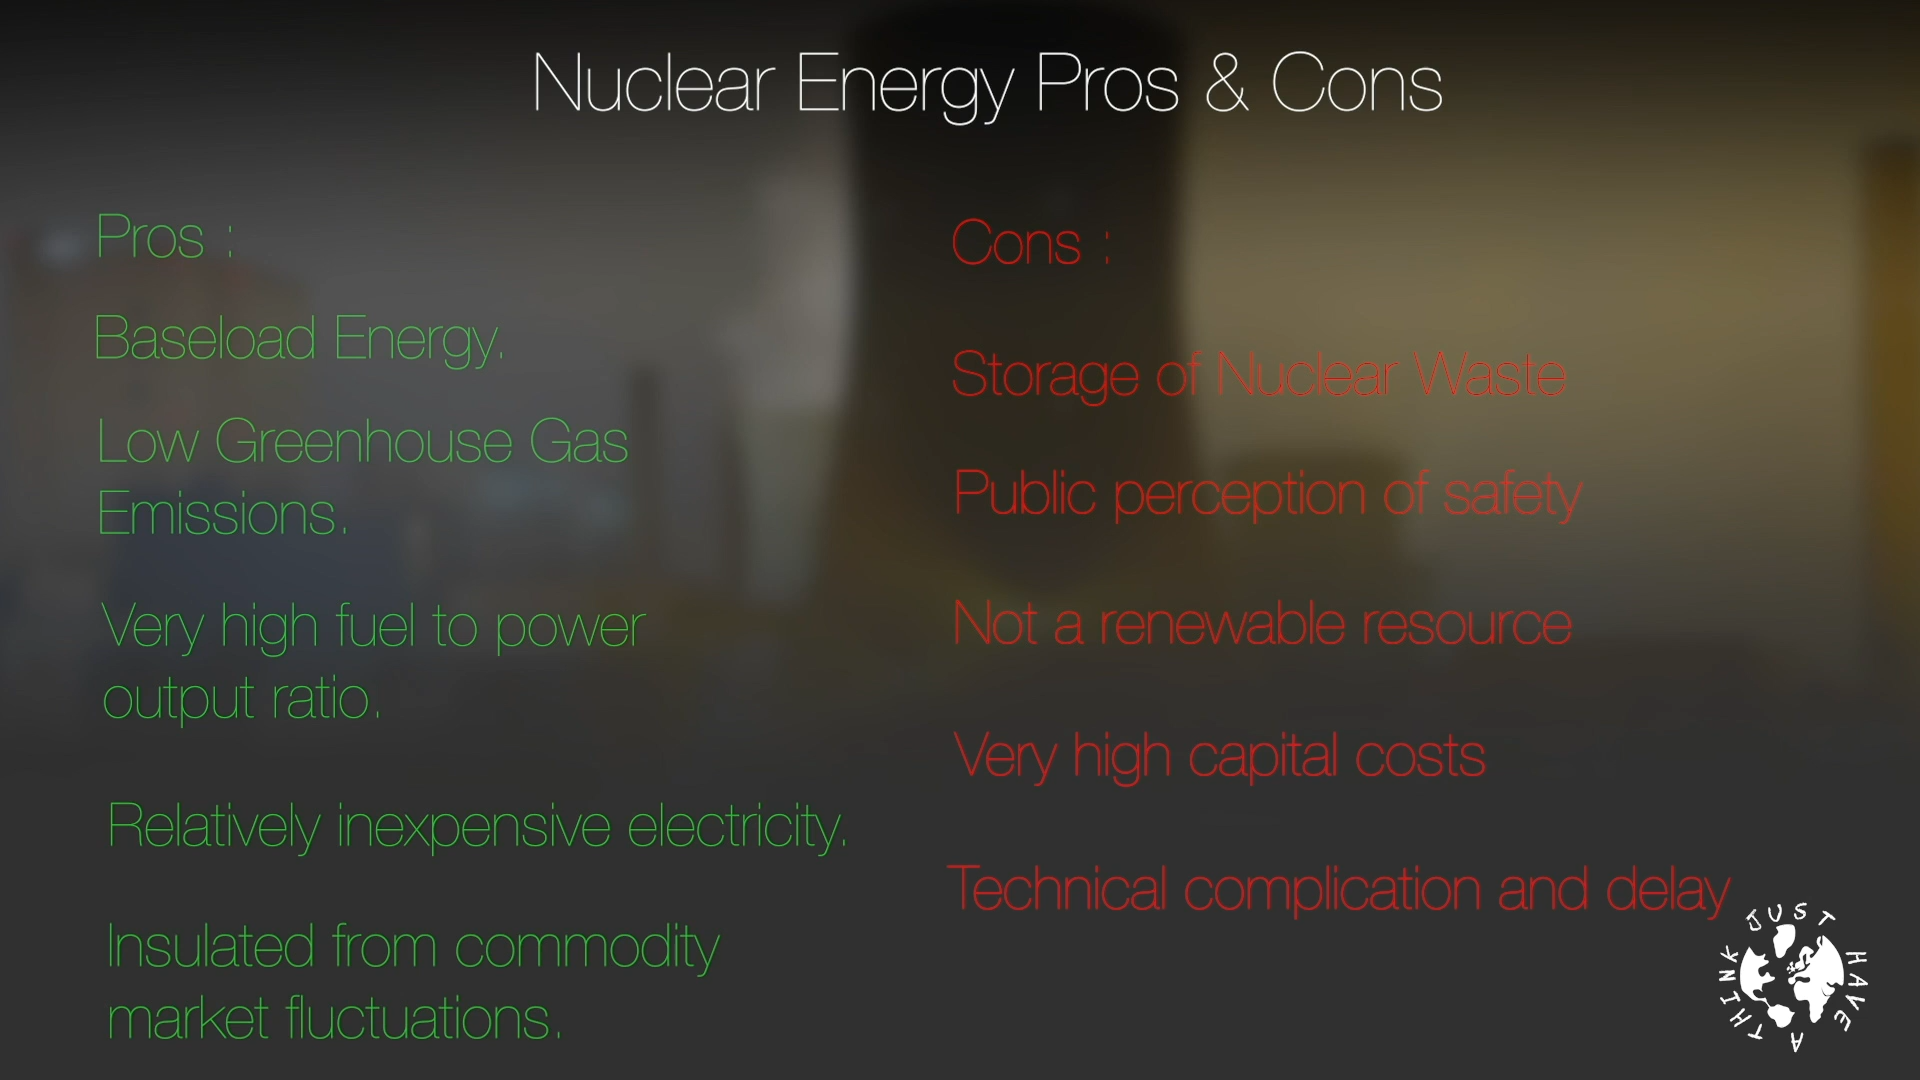 Nuclear Energy Pros & Cons
Pros :
Baseload Energy.
Low Greenhouse Gas
Emissions.
Very high fuel to power
output ratio.
Relatively inexpensive electricity.
Insulated from commodity
market fluctuations.
Cons :
Storage of Nuclear Waste
Public perception of safety
Not a renewable resource
Very high capital costs
Technical complication and delay
JUST HAVE A THINK